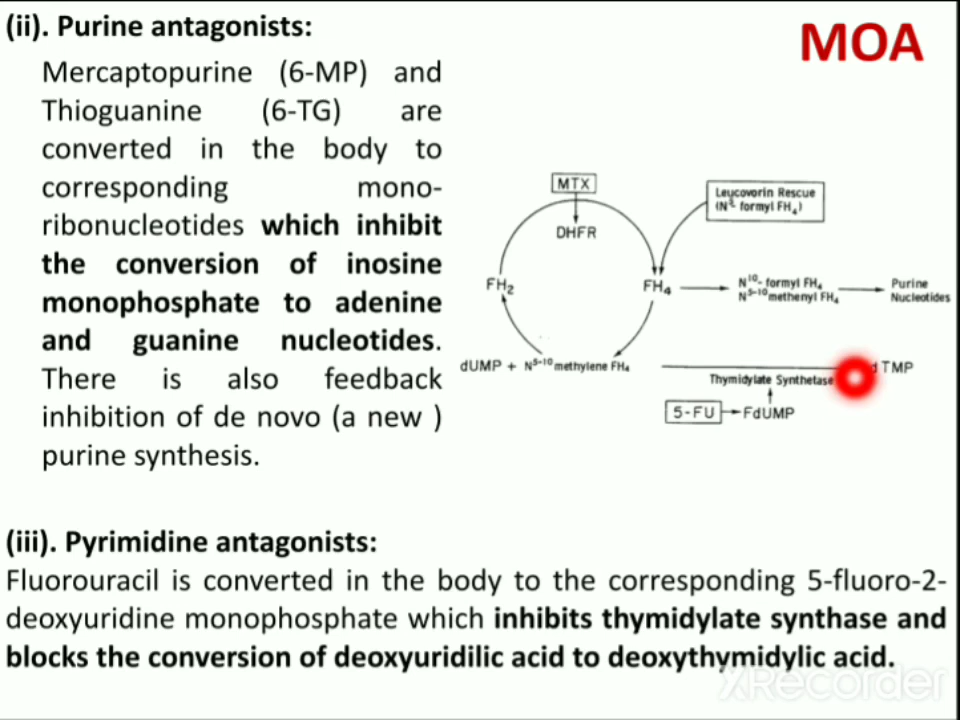 (ii). Purine antagonists:
MOA
Mercaptopurine (6-MP) and
Thioguanine (6-TG) are
converted in the body to
corresponding mono-
ribonucleotides which inhibit
the conversion of inosine
monophosphate to adenine
and guanine nucleotides.
There is also feedback
inhibition of de novo (a new )
purine synthesis.
MTX
Leucovorin Rescue
(N⁵ formyl FH₄)
DHFR
FH₂
FH₄
N¹⁰- formyl FH₄
N⁵⁻¹⁰methenyl FH₄
Purine
Nucleotides
dUMP + N⁵⁻¹⁰methylene FH₄
Thymidylate Synthetase
dTMP
5-FU
FdUMP
(iii). Pyrimidine antagonists:
Fluorouracil is converted in the body to the corresponding 5-fluoro-2-
deoxyuridine monophosphate which inhibits thymidylate synthase and
blocks the conversion of deoxyuridilic acid to deoxythymidylic acid.
XRecorder